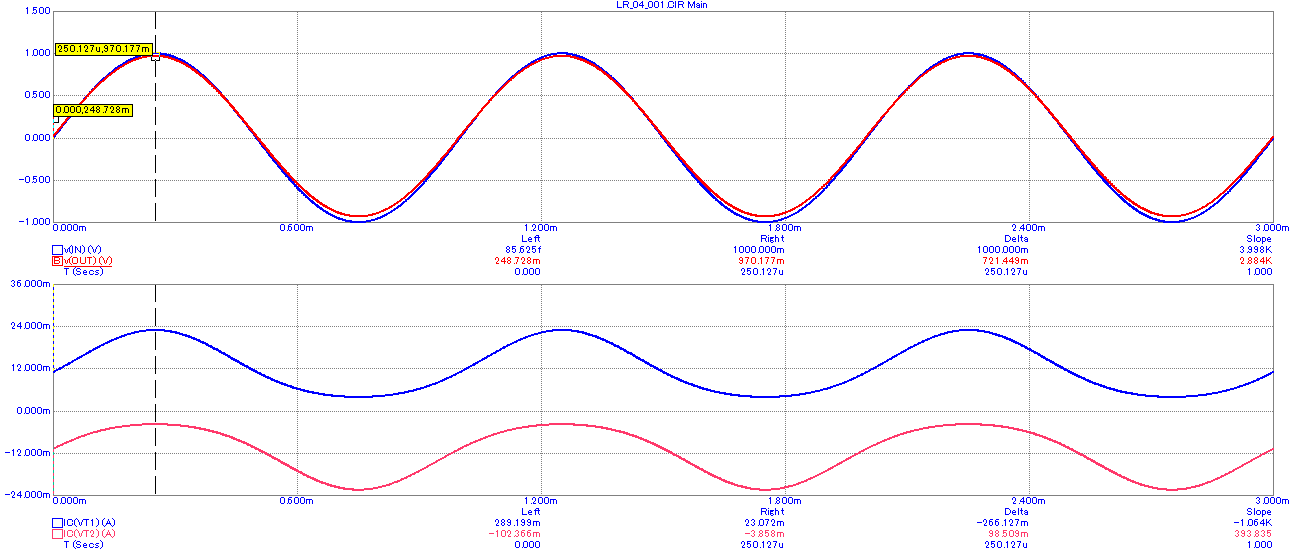 LR_04_001.CIR Main
1.500
1.000
0.500
0.000
-0.500
-1.000
250.127u,970.177m
0.000,248.728m
0.000m 0.600m 1.200m 1.800m 2.400m 3.000m
Left Right Delta Slope
v(IN) (V) 85.625f 1000.000m 1000.000m 3.998K
B v(OUT) (V) 248.728m 970.177m 721.449m 2.884K
T (Secs) 0.000 250.127u 250.127u 1.000
36.000m
24.000m
12.000m
0.000m
-12.000m
-24.000m
0.000m 0.600m 1.200m 1.800m 2.400m 3.000m
Left Right Delta Slope
IC(VT1) (A) 289.199m 23.072m -266.127m -1.064K
IC(VT2) (A) -102.366m -3.858m 98.509m 393.835
T (Secs) 0.000 250.127u 250.127u 1.000